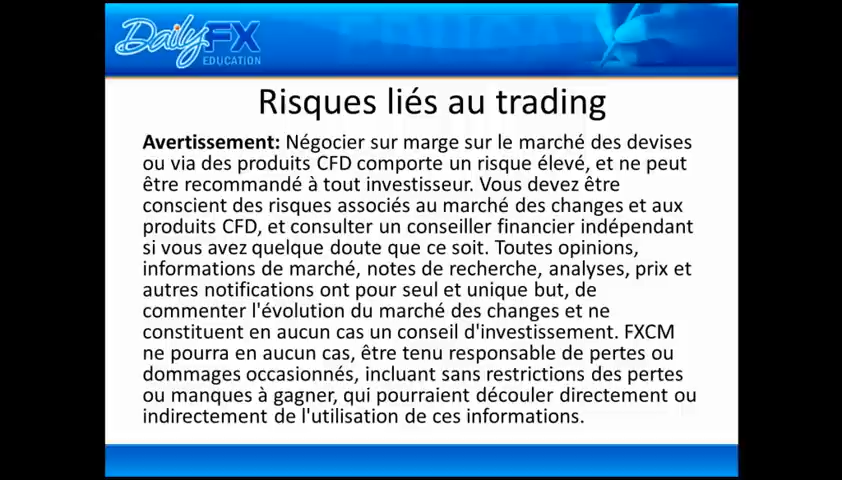 DailyFX
EDUCATION
Risques liés au trading
Avertissement: Négocier sur marge sur le marché des devises
ou via des produits CFD comporte un risque élevé, et ne peut
être recommandé à tout investisseur. Vous devez être
conscient des risques associés au marché des changes et aux
produits CFD, et consulter un conseiller financier indépendant
si vous avez quelque doute que ce soit. Toutes opinions,
informations de marché, notes de recherche, analyses, prix et
autres notifications ont pour seul et unique but, de
commenter l'évolution du marché des changes et ne
constituent en aucun cas un conseil d'investissement. FXCM
ne pourra en aucun cas, être tenu responsable de pertes ou
dommages occasionnés, incluant sans restrictions des pertes
ou manques à gagner, qui pourraient découler directement ou
indirectement de l'utilisation de ces informations.